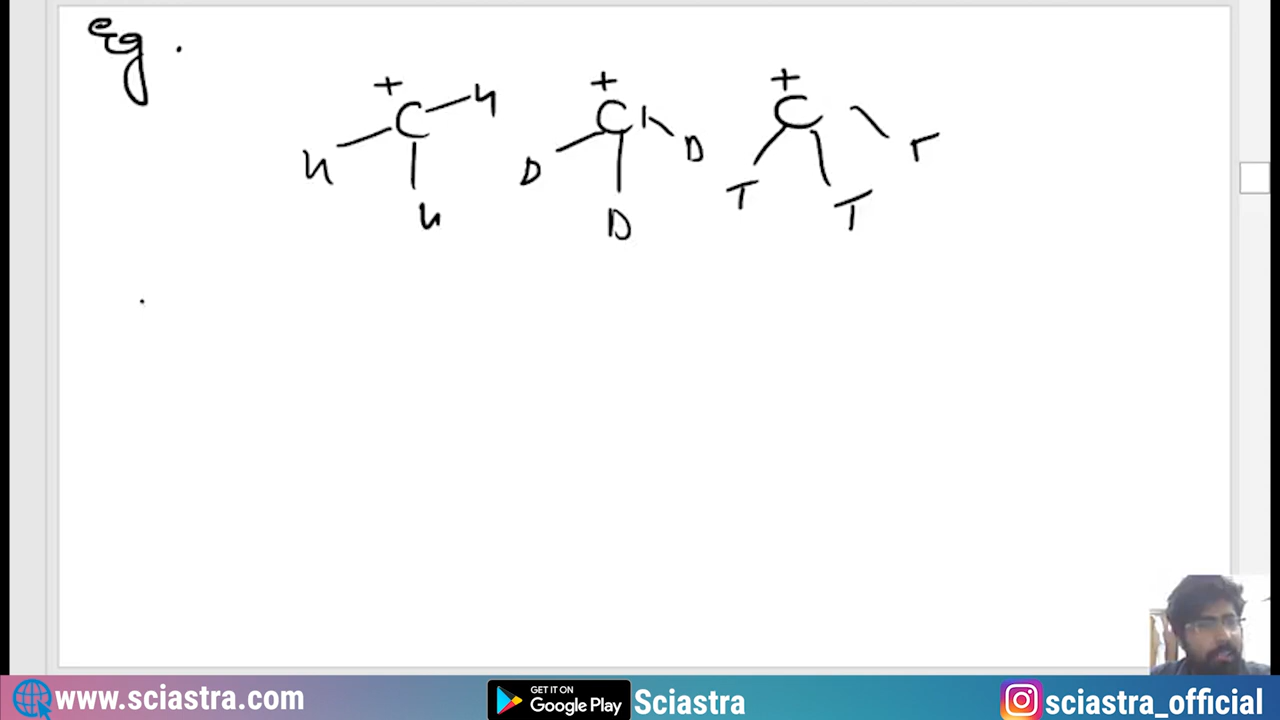 Eg.
+ + +
C H C C
H D D T
H D T T
www.sciastra.com GET IT ON Google Play Sciastra sciastra_official